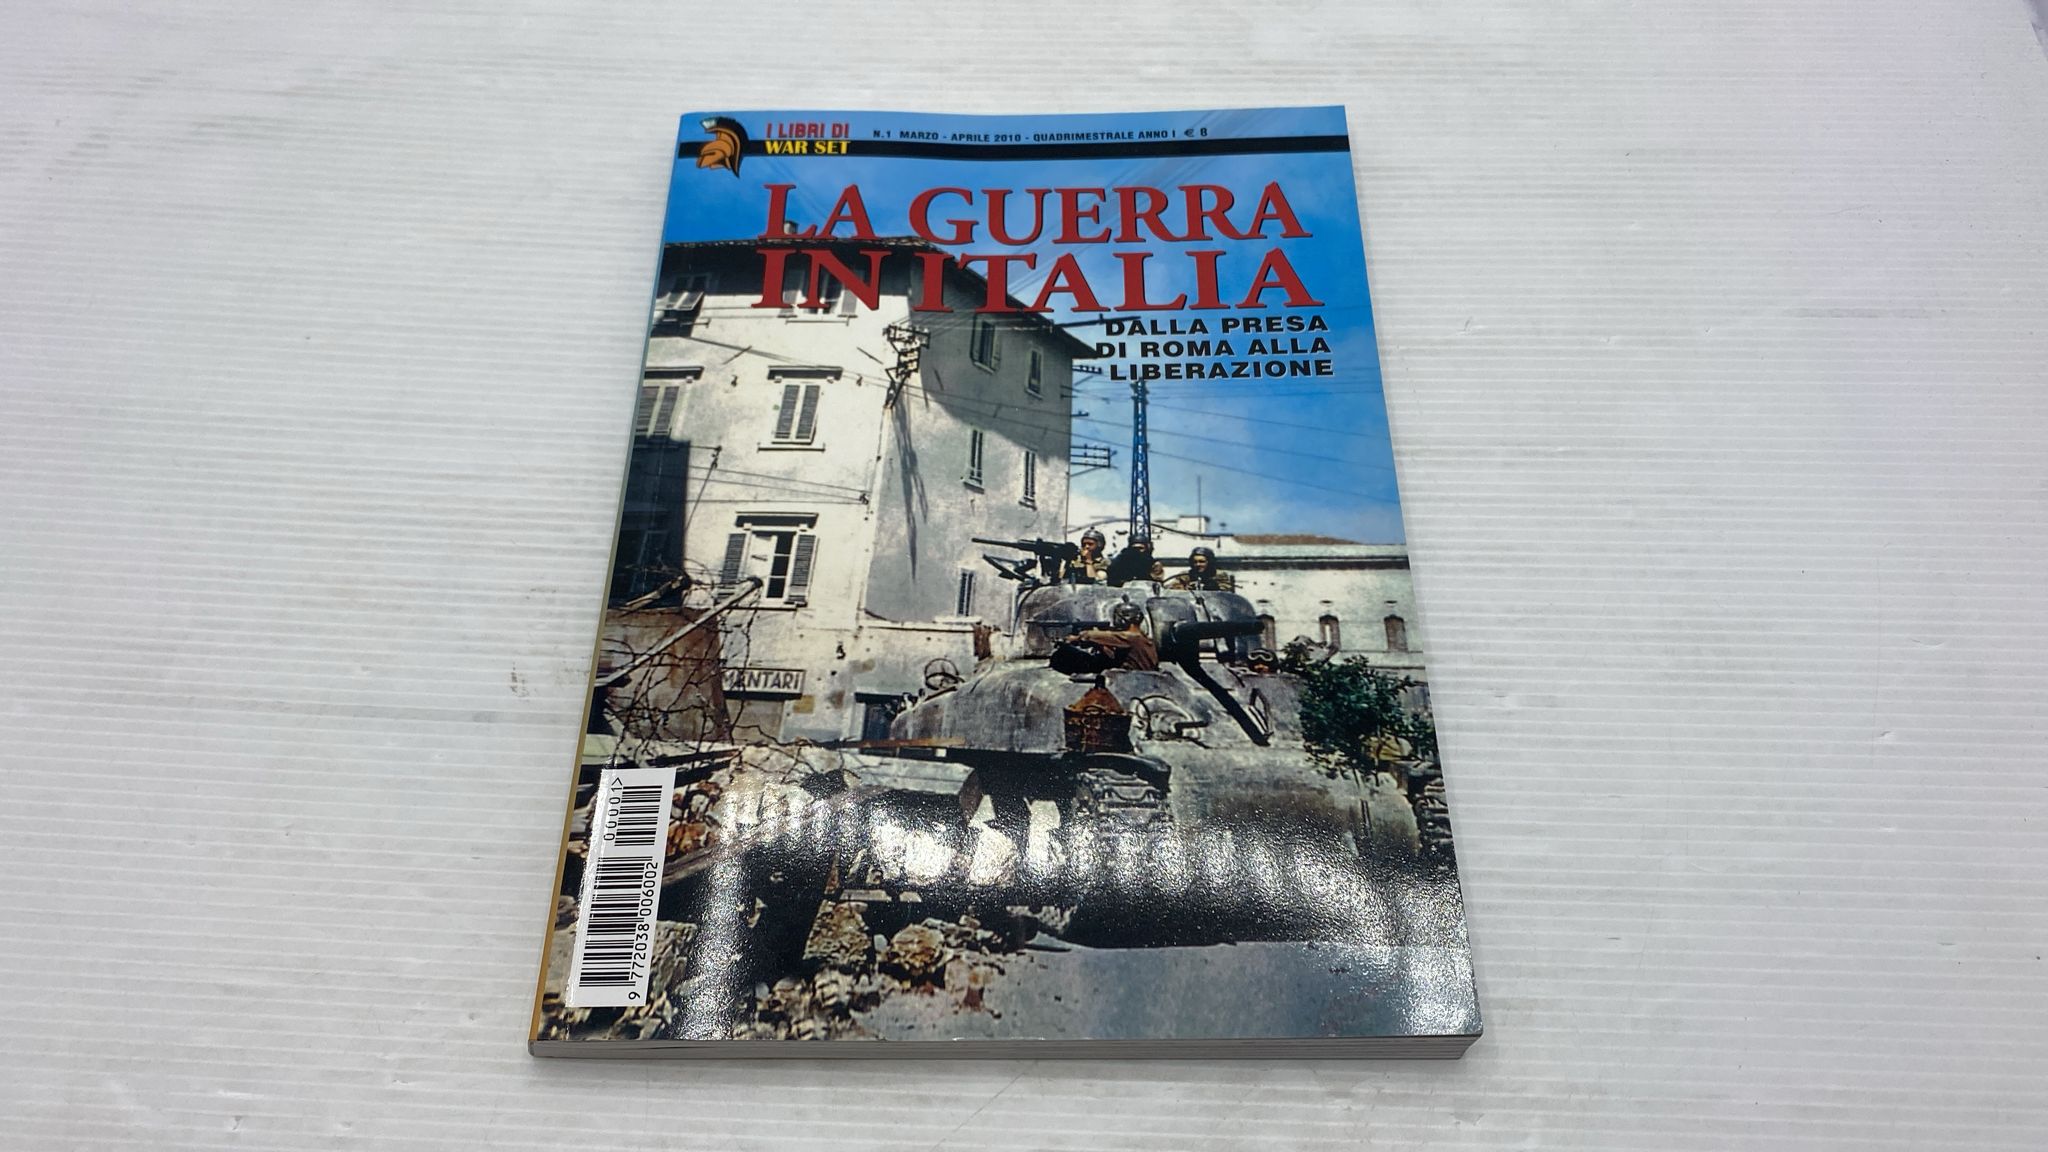 I LIBRI DI
WAR SET
N.1 MARZO - APRILE 2010 - QUADRIMESTRALE ANNO I € 8
LA GUERRA
IN ITALIA
DALLA PRESA
DI ROMA ALLA
LIBERAZIONE
MENTARI
00001>
9 772038 006002